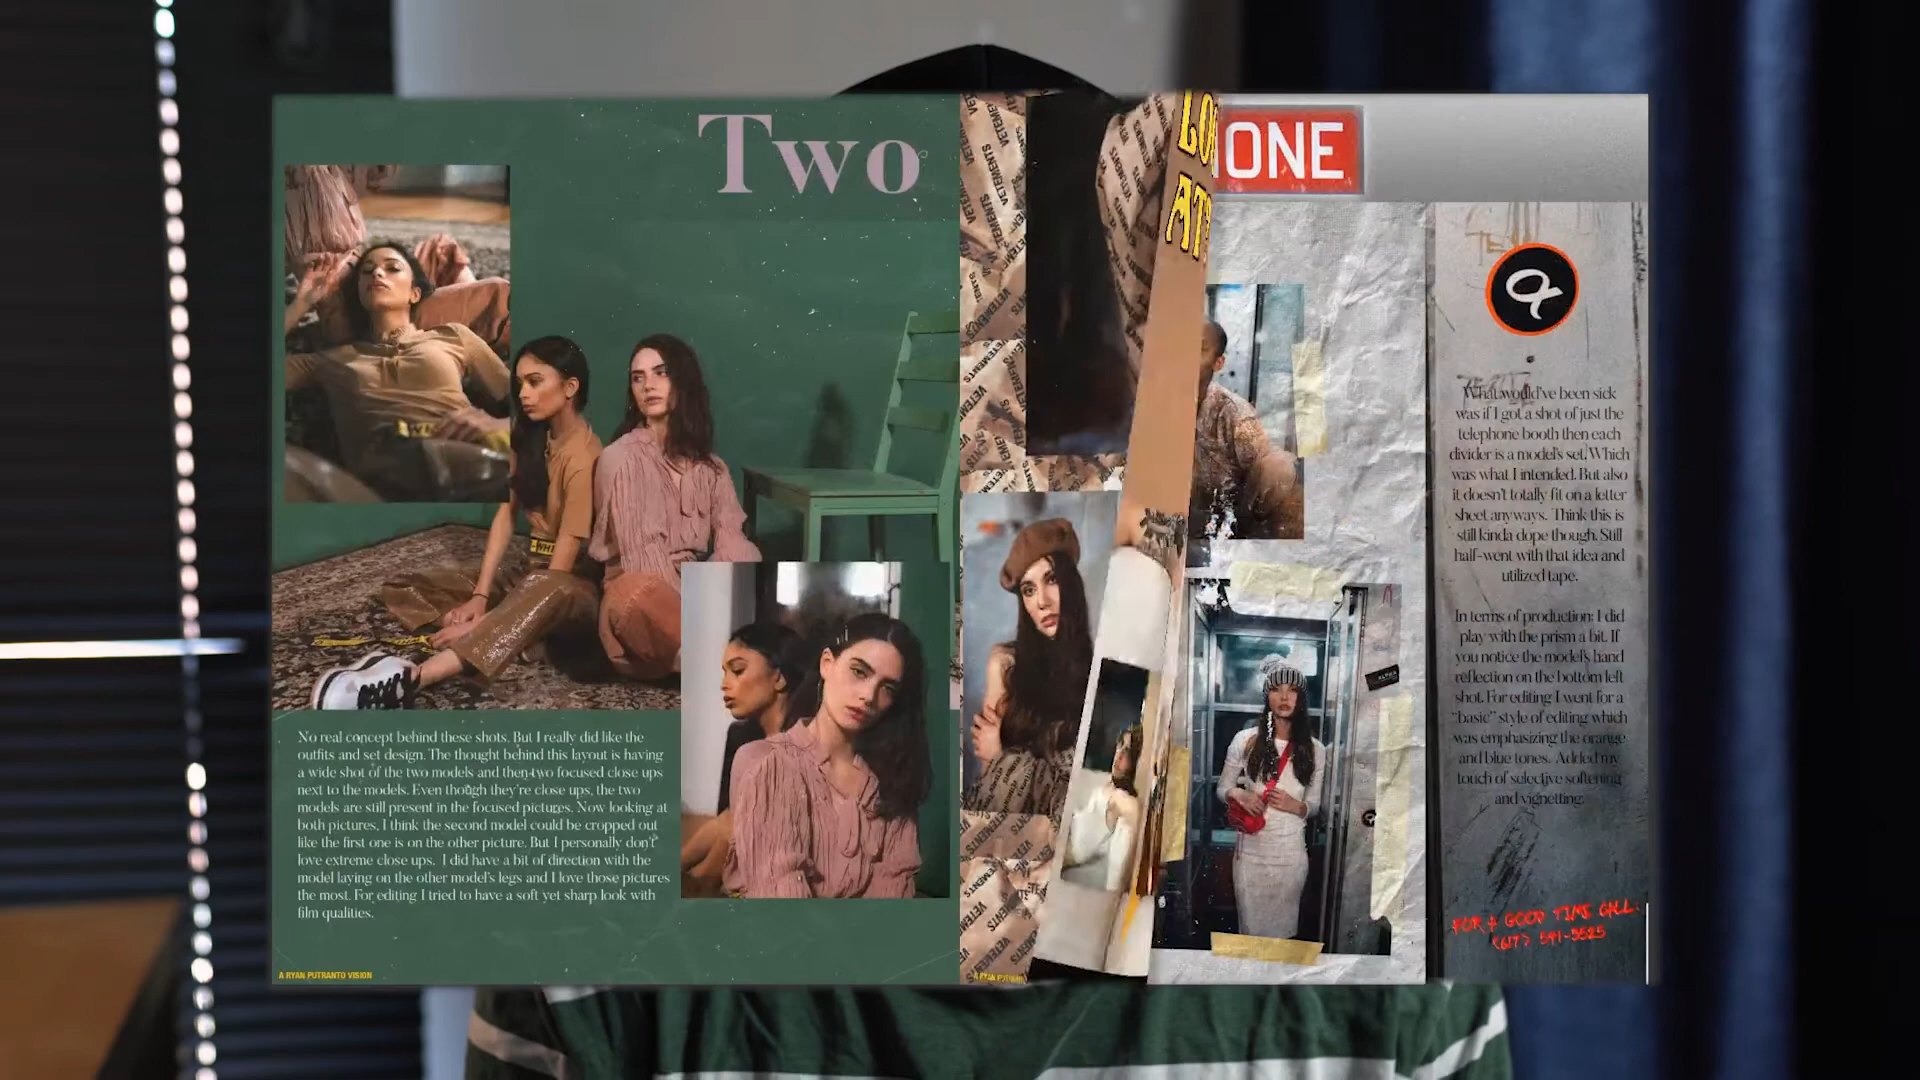 Two
No real concept behind these shots. But I really did like the
outfits and set design. The thought behind this layout is having
a wide shot of the two models and then two focused close ups
next to the models. Even though they're close ups, the two
models are still present in the focused pictures. Now looking at
both pictures, I think the second model could be cropped out
like the first one is on the other picture. But I personally don't
love extreme close ups. I did have a bit of direction with the
model laying on the other model's legs and I love those pictures
the most. For editing I tried to have a soft yet sharp look with
film qualities.
A RYAN PUTRANTO VISION
VETEMENTS
LO
AT
ONE
What would've been sick
was if I got a shot of just the
telephone booth then each
divider is a model's set. Which
was what I intended. But also
it doesn't totally fit on a letter
sheet anyways. Think this is
still kinda dope though. Still
half-went with that idea and
utilized tape.
In terms of production: I did
play with the prism a bit. If
you notice the model's hand
reflection on the bottom left
shot. For editing I went for a
"basic" style of editing which
was emphasizing the orange
and blue tones. Added my
touch of selective softening
and vignetting.
FOR A GOOD TIME CALL:
(617) 541-5525